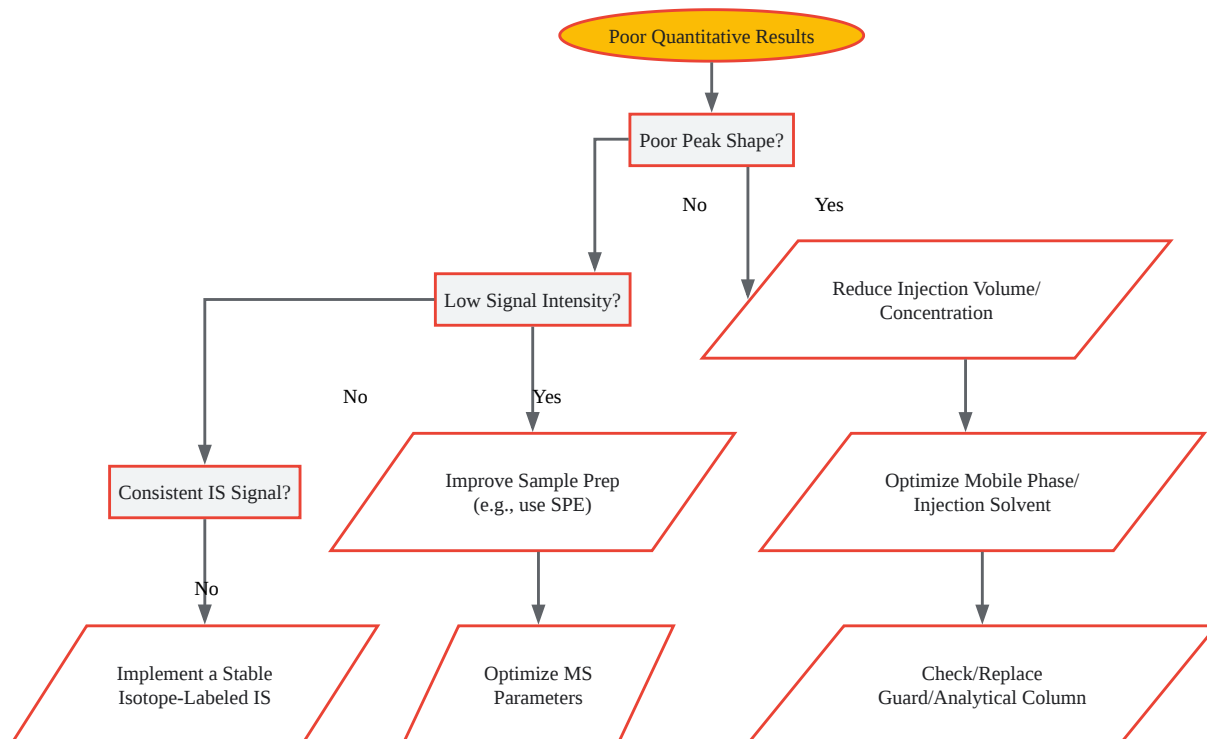 Poor Quantitative Results
Poor Peak Shape?
No
Yes
Reduce Injection Volume/
Concentration
Low Signal Intensity?
No
Yes
Improve Sample Prep
(e.g., use SPE)
Optimize Mobile Phase/
Injection Solvent
Consistent IS Signal?
No
Implement a Stable
Isotope-Labeled IS
Optimize MS
Parameters
Check/Replace
Guard/Analytical Column